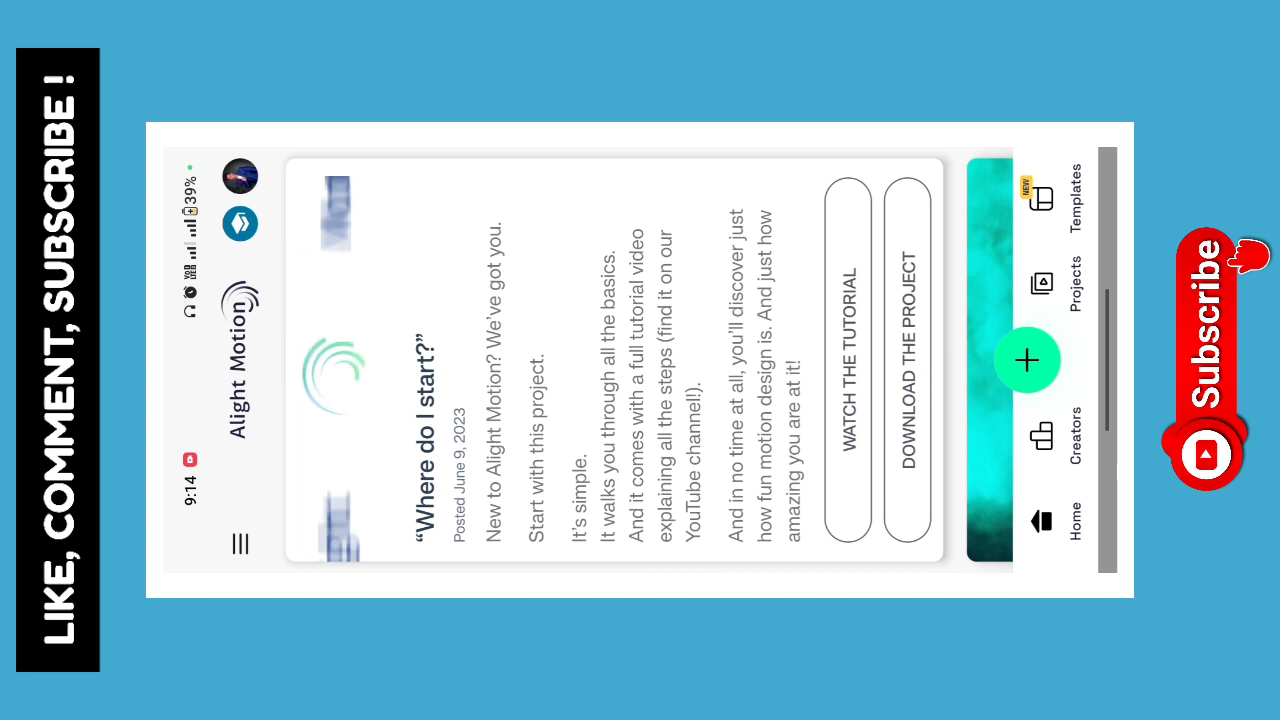 LIKE, COMMENT, SUBSCRIBE !
9:14
39%
Alight Motion
“Where do I start?”
Posted June 9, 2023
New to Alight Motion? We’ve got you.
Start with this project.
It’s simple.
It walks you through all the basics.
And it comes with a full tutorial video
explaining all the steps (find it on our
YouTube channel!).
And in no time at all, you’ll discover just
how fun motion design is. And just how
amazing you are at it!
WATCH THE TUTORIAL
DOWNLOAD THE PROJECT
Home
Creators
Projects
NEW
Templates
Subscribe